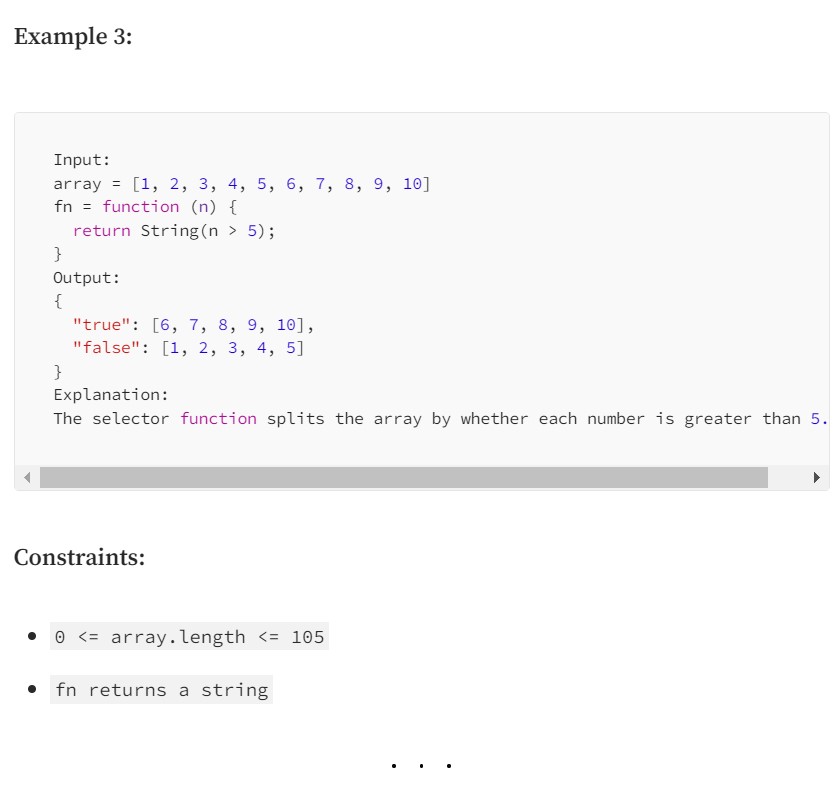 Example 3:
Input:
array = [1, 2, 3, 4, 5, 6, 7, 8, 9, 10]
fn = function (n) {
  return String(n > 5);
}
Output:
{
  "true": [6, 7, 8, 9, 10],
  "false": [1, 2, 3, 4, 5]
}
Explanation:
The selector function splits the array by whether each number is greater than 5.
Constraints:
• 0 <= array.length <= 105
• fn returns a string
. . .